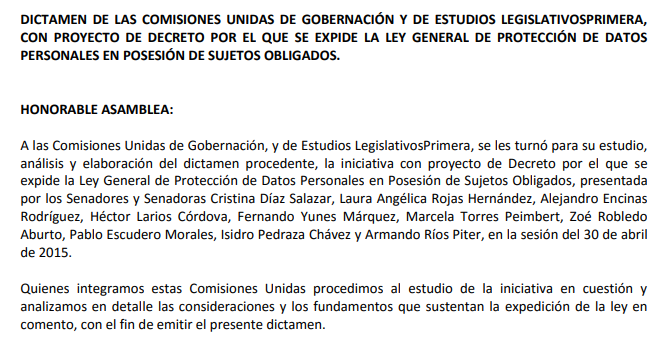 DICTAMEN DE LAS COMISIONES UNIDAS DE GOBERNACIÓN Y DE ESTUDIOS LEGISLATIVOSPRIMERA,
CON PROYECTO DE DECRETO POR EL QUE SE EXPIDE LA LEY GENERAL DE PROTECCIÓN DE DATOS
PERSONALES EN POSESIÓN DE SUJETOS OBLIGADOS.
HONORABLE ASAMBLEA:
A las Comisiones Unidas de Gobernación, y de Estudios LegislativosPrimera, se les turnó para su estudio,
análisis y elaboración del dictamen procedente, la iniciativa con proyecto de Decreto por el que se
expide la Ley General de Protección de Datos Personales en Posesión de Sujetos Obligados, presentada
por los Senadores y Senadoras Cristina Díaz Salazar, Laura Angélica Rojas Hernández, Alejandro Encinas
Rodríguez, Héctor Larios Córdova, Fernando Yunes Márquez, Marcela Torres Peimbert, Zoé Robledo
Aburto, Pablo Escudero Morales, Isidro Pedraza Chávez y Armando Ríos Piter, en la sesión del 30 de abril
de 2015.
Quienes integramos estas Comisiones Unidas procedimos al estudio de la iniciativa en cuestión y
analizamos en detalle las consideraciones y los fundamentos que sustentan la expedición de la ley en
comento, con el fin de emitir el presente dictamen.